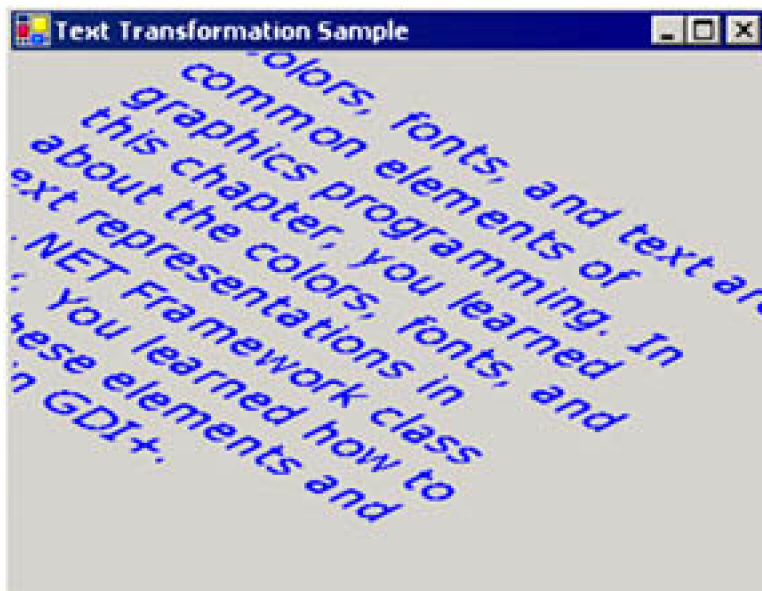 Text Transformation Sample
olors, fonts, and text are
common elements of
graphics programming. In
this chapter, you learned
about the colors, fonts, and
ext representations in
. NET Framework class
. You learned how to
hese elements and
n GDI+.